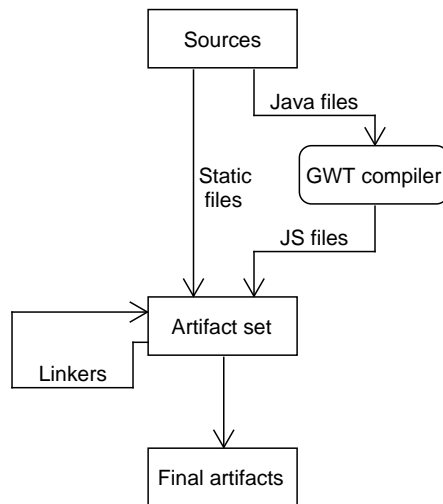 Sources
Java files
Static
files
GWT compiler
JS files
Artifact set
Linkers
Final artifacts